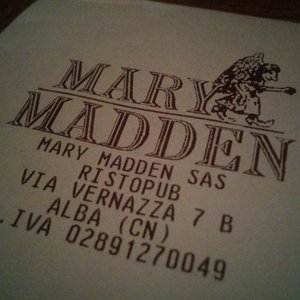 MARY
MADDEN
MARY MADDEN SAS
RISTOPUB
VIA VERNAZZA 7 B
ALBA (CN)
.IVA 02891270049